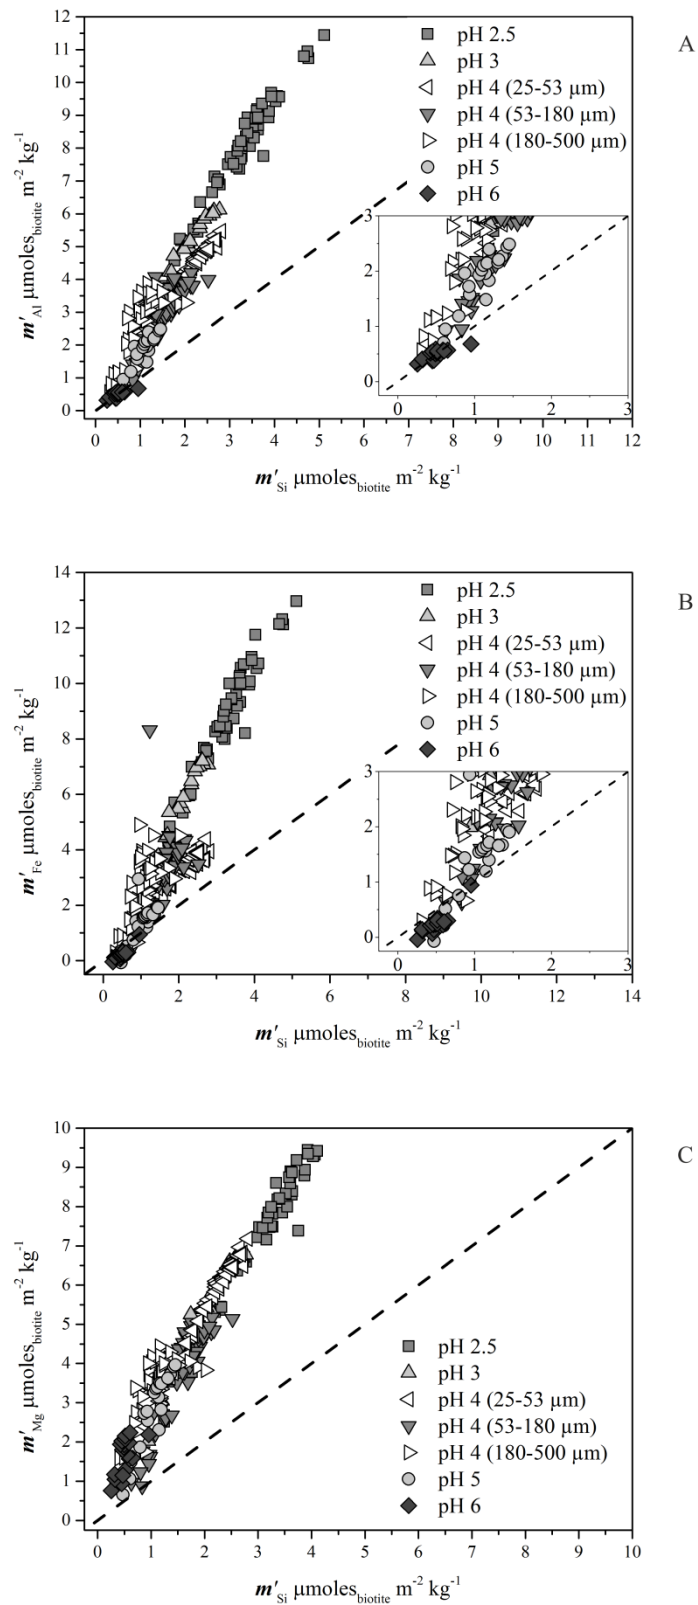 A
12
11
10
9
8
7
6
5
4
3
2
1
0
m′Al μmolesbiotite m-2 kg-1
pH 2.5
pH 3
pH 4 (25-53 μm)
pH 4 (53-180 μm)
pH 4 (180-500 μm)
pH 5
pH 6
3
2
1
0
0 1 2 3
0 1 2 3 4 5 6 7 8 9 10 11 12
m′Si μmolesbiotite m-2 kg-1
B
14
12
10
8
6
4
2
0
m′Fe μmolesbiotite m-2 kg-1
pH 2.5
pH 3
pH 4 (25-53 μm)
pH 4 (53-180 μm)
pH 4 (180-500 μm)
pH 5
pH 6
3
2
1
0
0 1 2 3
0 2 4 6 8 10 12 14
m′Si μmolesbiotite m-2 kg-1
C
10
9
8
7
6
5
4
3
2
1
0
m′Mg μmolesbiotite m-2 kg-1
pH 2.5
pH 3
pH 4 (25-53 μm)
pH 4 (53-180 μm)
pH 4 (180-500 μm)
pH 5
pH 6
0 1 2 3 4 5 6 7 8 9 10
m′Si μmolesbiotite m-2 kg-1